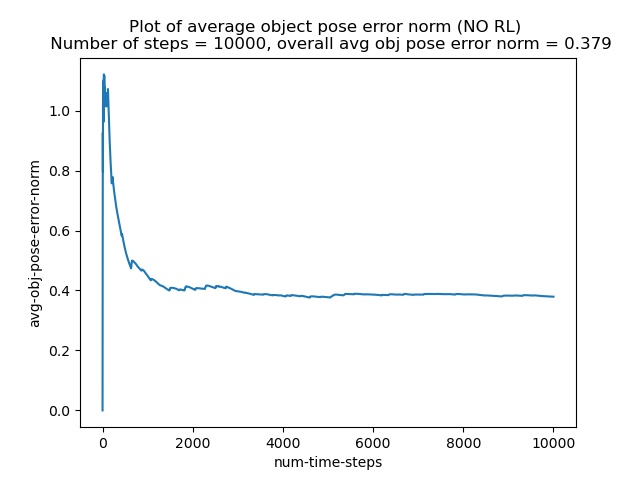 Plot of average object pose error norm (NO RL)
Number of steps = 10000, overall avg obj pose error norm = 0.379
1.0
0.8
0.6
0.4
0.2
0.0
avg-obj-pose-error-norm
0 2000 4000 6000 8000 10000
num-time-steps